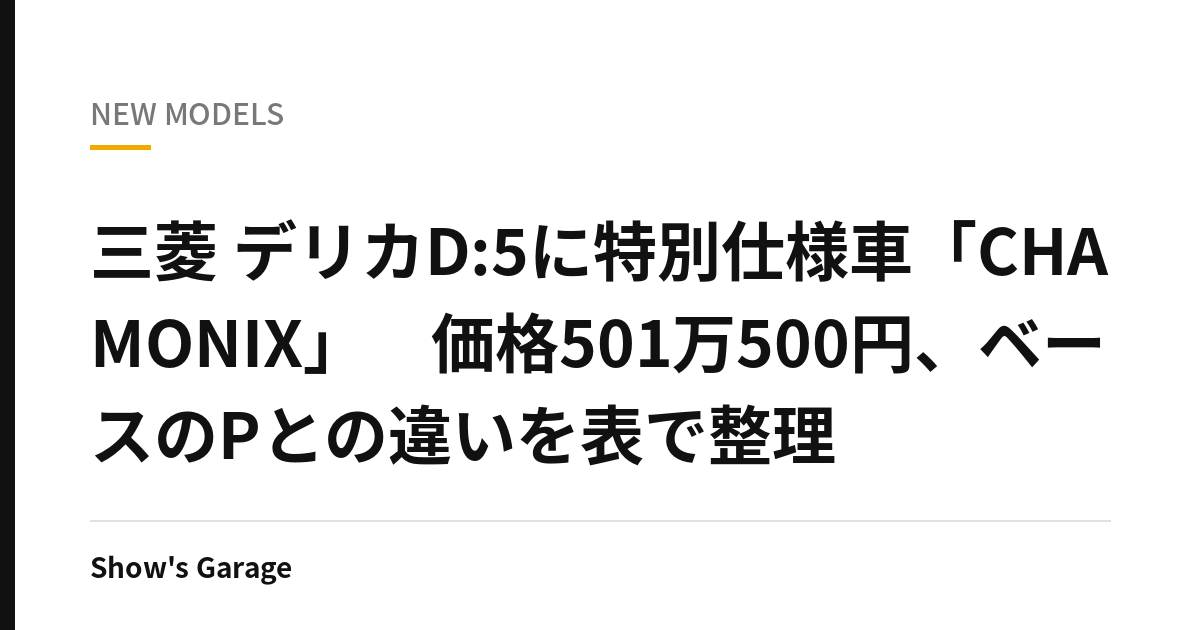 NEW MODELS
三菱 デリカD:5に特別仕様車「CHA
MONIX」　価格501万500円、ベー
スのPとの違いを表で整理
Show's Garage